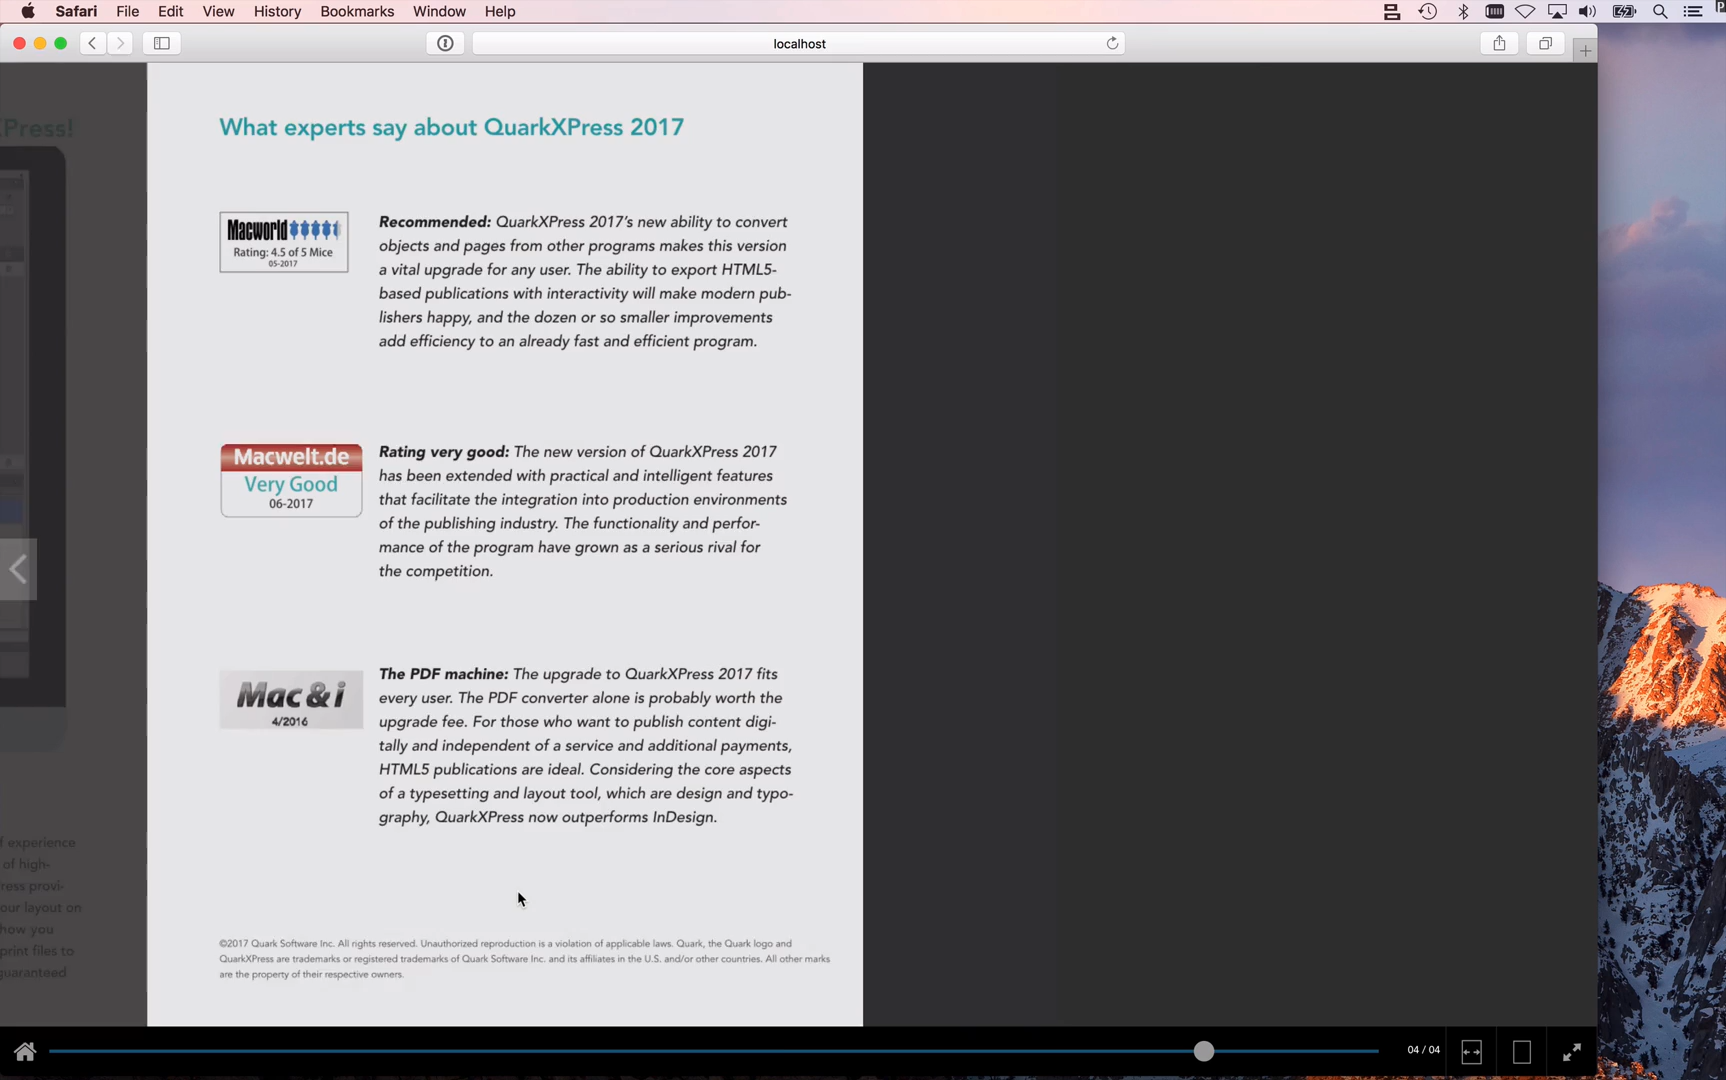 Safari File Edit View History Bookmarks Window Help
localhost
XPress!
What experts say about QuarkXPress 2017
Macworld
Rating: 4.5 of 5 Mice
05-2017
Recommended: QuarkXPress 2017's new ability to convert
objects and pages from other programs makes this version
a vital upgrade for any user. The ability to export HTML5-
based publications with interactivity will make modern pub-
lishers happy, and the dozen or so smaller improvements
add efficiency to an already fast and efficient program.
Macwelt.de
Very Good
06-2017
Rating very good: The new version of QuarkXPress 2017
has been extended with practical and intelligent features
that facilitate the integration into production environments
of the publishing industry. The functionality and perfor-
mance of the program have grown as a serious rival for
the competition.
Mac & i
4/2016
The PDF machine: The upgrade to QuarkXPress 2017 fits
every user. The PDF converter alone is probably worth the
upgrade fee. For those who want to publish content digi-
tally and independent of a service and additional payments,
HTML5 publications are ideal. Considering the core aspects
of a typesetting and layout tool, which are design and typo-
graphy, QuarkXPress now outperforms InDesign.
f experience
of high-
ress provi-
our layout on
how you
print files to
guaranteed
©2017 Quark Software Inc. All rights reserved. Unauthorized reproduction is a violation of applicable laws. Quark, the Quark logo and
QuarkXPress are trademarks or registered trademarks of Quark Software Inc. and its affiliates in the U.S. and/or other countries. All other marks
are the property of their respective owners.
04 / 04